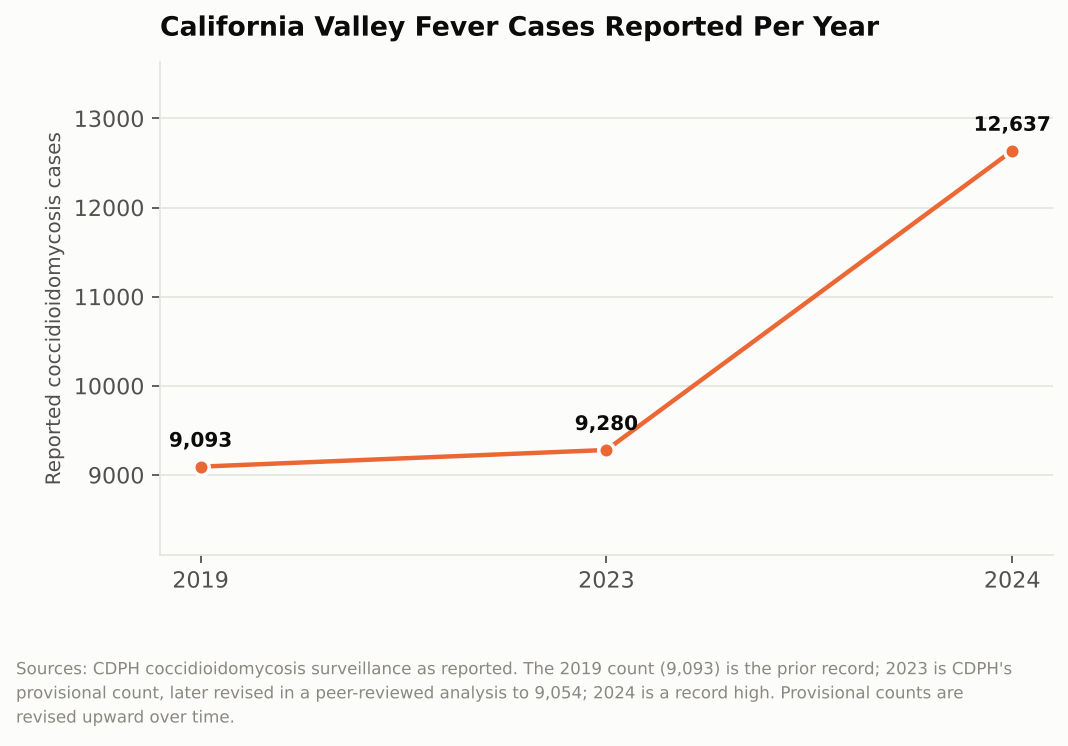 California Valley Fever Cases Reported Per Year
Reported coccidioidomycosis cases
13000
12000
11000
10000
9000
9,093
9,280
12,637
2019
2023
2024
Sources: CDPH coccidioidomycosis surveillance as reported. The 2019 count (9,093) is the prior record; 2023 is CDPH's
provisional count, later revised in a peer-reviewed analysis to 9,054; 2024 is a record high. Provisional counts are
revised upward over time.